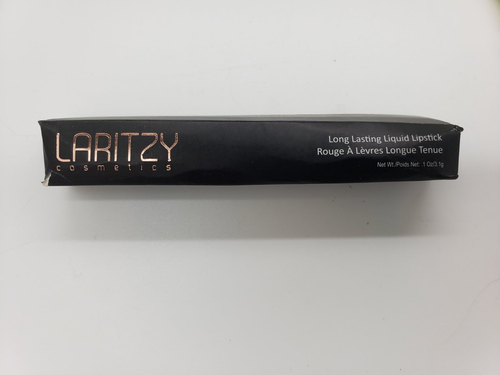 LARITZY
cosmetics
Long Lasting Liquid Lipstick
Rouge À Lèvres Longue Tenue
Net Wt./Poids Net .1 Oz/3.1g